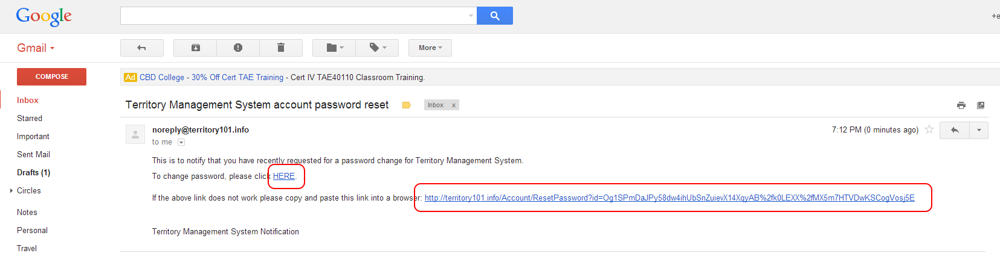 Google
+e
Gmail
More
COMPOSE
Ad CBD College - 30% Off Cert TAE Training - Cert IV TAE40110 Classroom Training.
Inbox
Starred
Important
Sent Mail
Drafts (1)
Circles
Notes
Personal
Travel
Territory Management System account password reset Inbox x
noreply@territory101.info 7:12 PM (0 minutes ago)
to me
This is to notify that you have recently requested for a password change for Territory Management System.
To change password, please click HERE.
If the above link does not work please copy and paste this link into a browser: http://territory101.info/Account/ResetPassword?id=Og1SPmDaJPy58dw4ihUbSnZuievX14XqyAB%2fk0LEXX%2fMX5m7HTVDwKSCogVosj5E
Territory Management System Notification